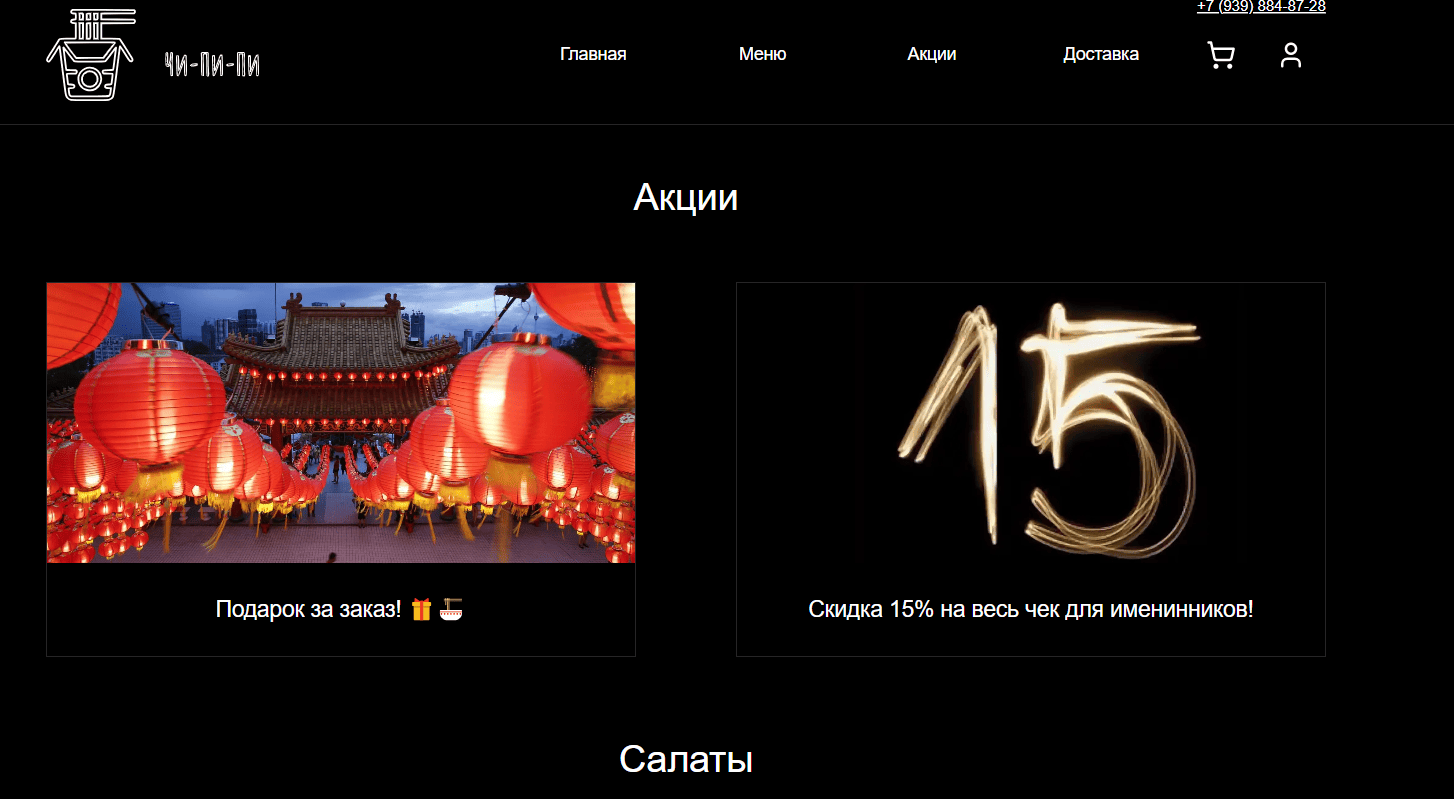 +7 (939) 884-87-28
Чи-Пи-Пи
Главная Меню Акции Доставка
Акции
Подарок за заказ! 🎁 🍜
15
Скидка 15% на весь чек для именинников!
Салаты